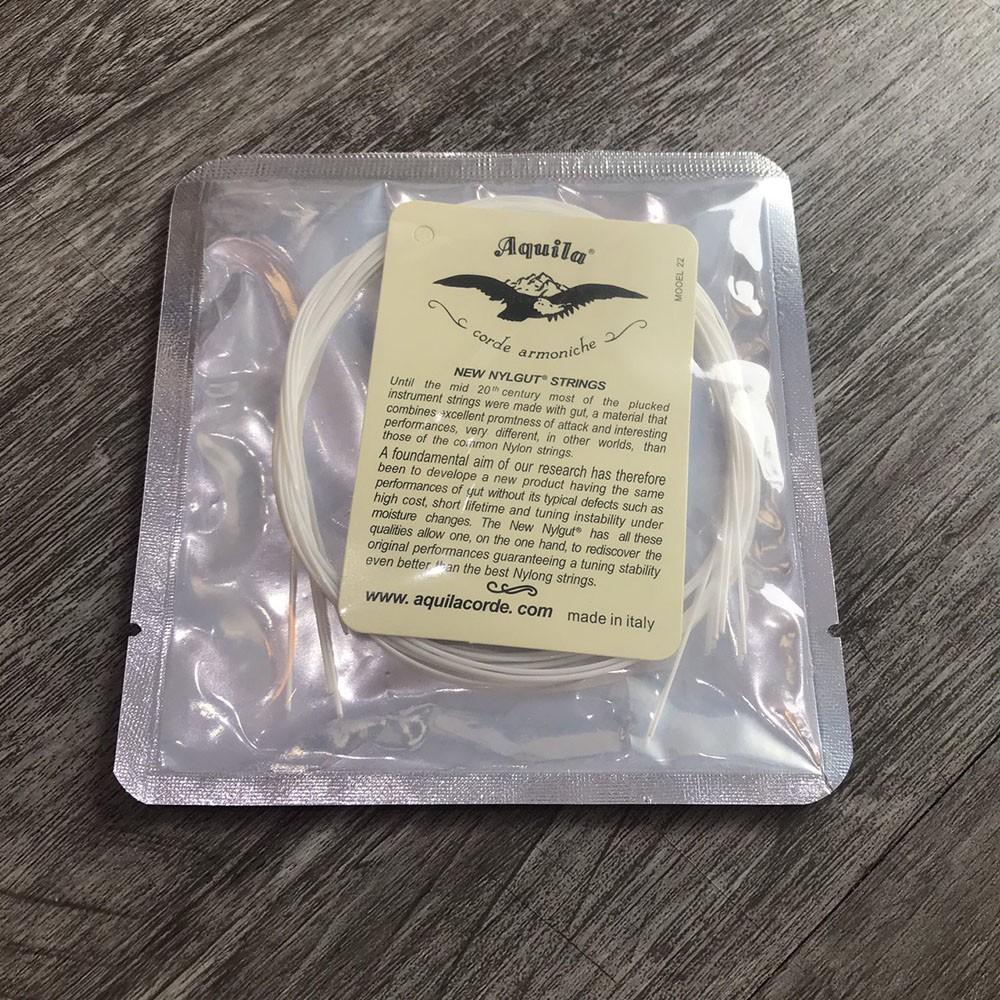 Aquila®
MODEL 22
corde armoniche
NEW NYLGUT® STRINGS
Until the mid 20th century most of the plucked
instrument strings were made with gut, a material that
combines excellent promtness of attack and interesting
performances, very different, in other worlds, than
those of the common Nylon strings.
A foundamental aim of our research has therefore
been to develope a new product having the same
performances of gut without its typical defects such as
high cost, short lifetime and tuning instability under
moisture changes. The New Nylgut® has all these
qualities allow one, on the one hand, to rediscover the
original performances guaranteeing a tuning stability
even better than the best Nylong strings.
www. aquilacorde. com made in italy